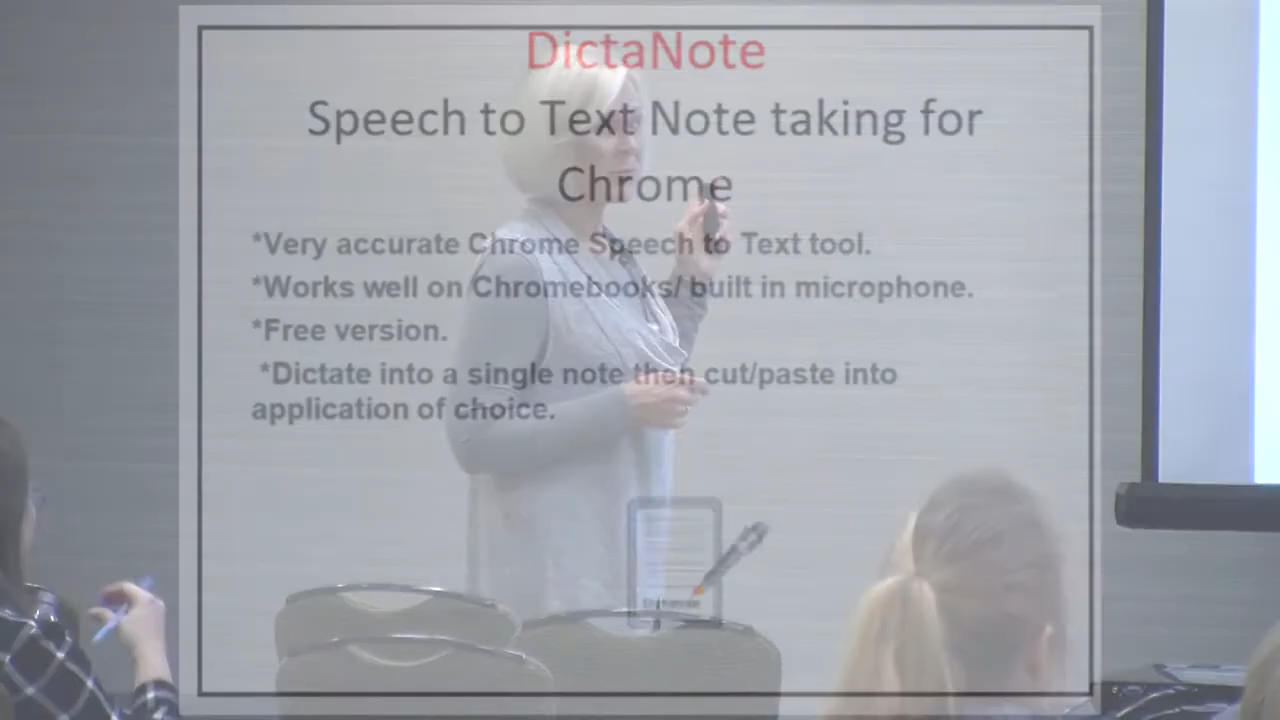 DictaNote
Speech to Text Note taking for
Chrome
*Very accurate Chrome Speech to Text tool.
*Works well on Chromebooks/ built in microphone.
*Free version.
*Dictate into a single note then cut/paste into
application of choice.